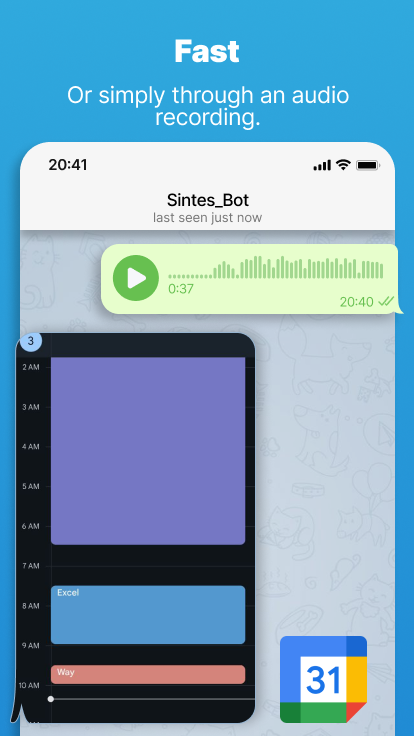 Fast
Or simply through an audio
recording.
20:41
Sintes_Bot
last seen just now
0:37
20:40
3
2 AM
3 AM
4 AM
5 AM
6 AM
7 AM
Excel
8 AM
9 AM
Way
10 AM
31